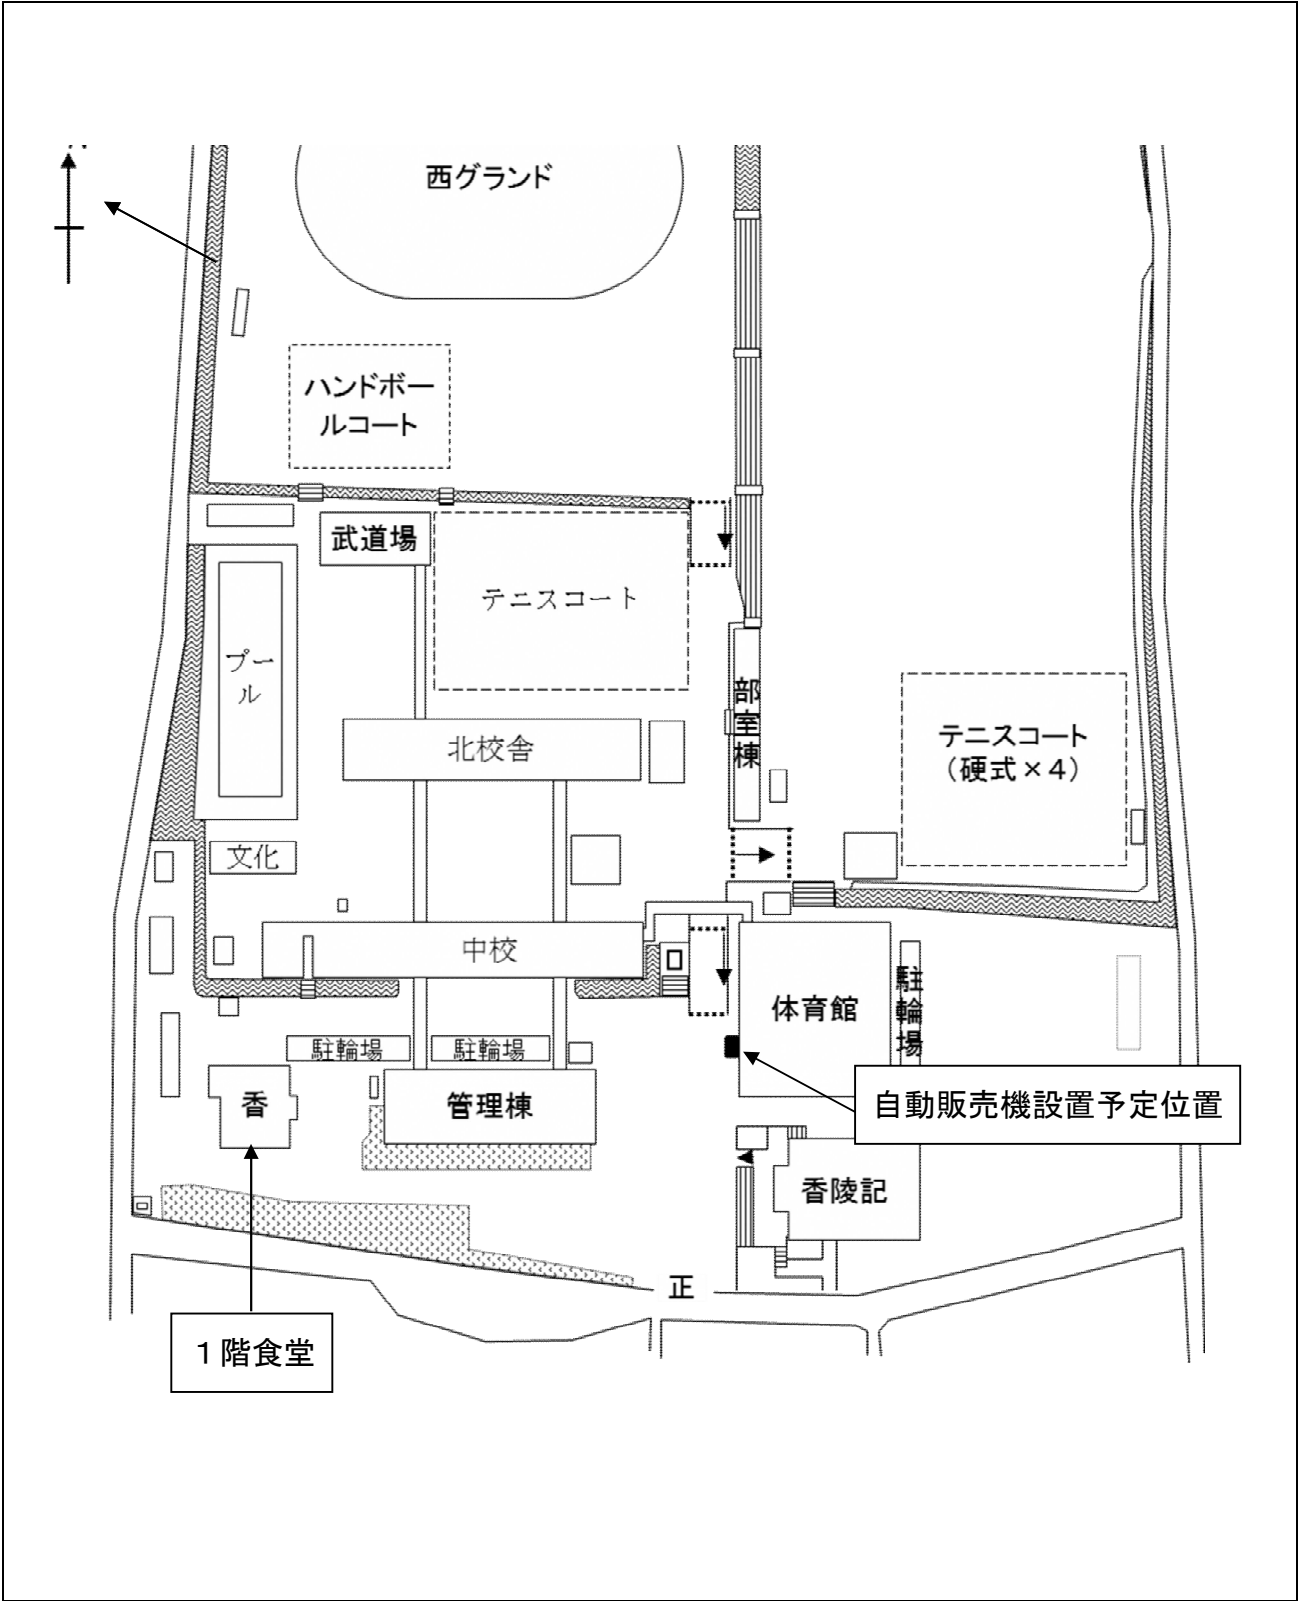 西グランド
ハンドボー
ルコート
武道場
テニスコート
プー
ル
部
室
棟
北校舎
テニスコート
（硬式×４）
文化
中校
体育館
駐
輪
場
駐輪場
駐輪場
香
管理棟
自動販売機設置予定位置
香陵記
正
１階食堂